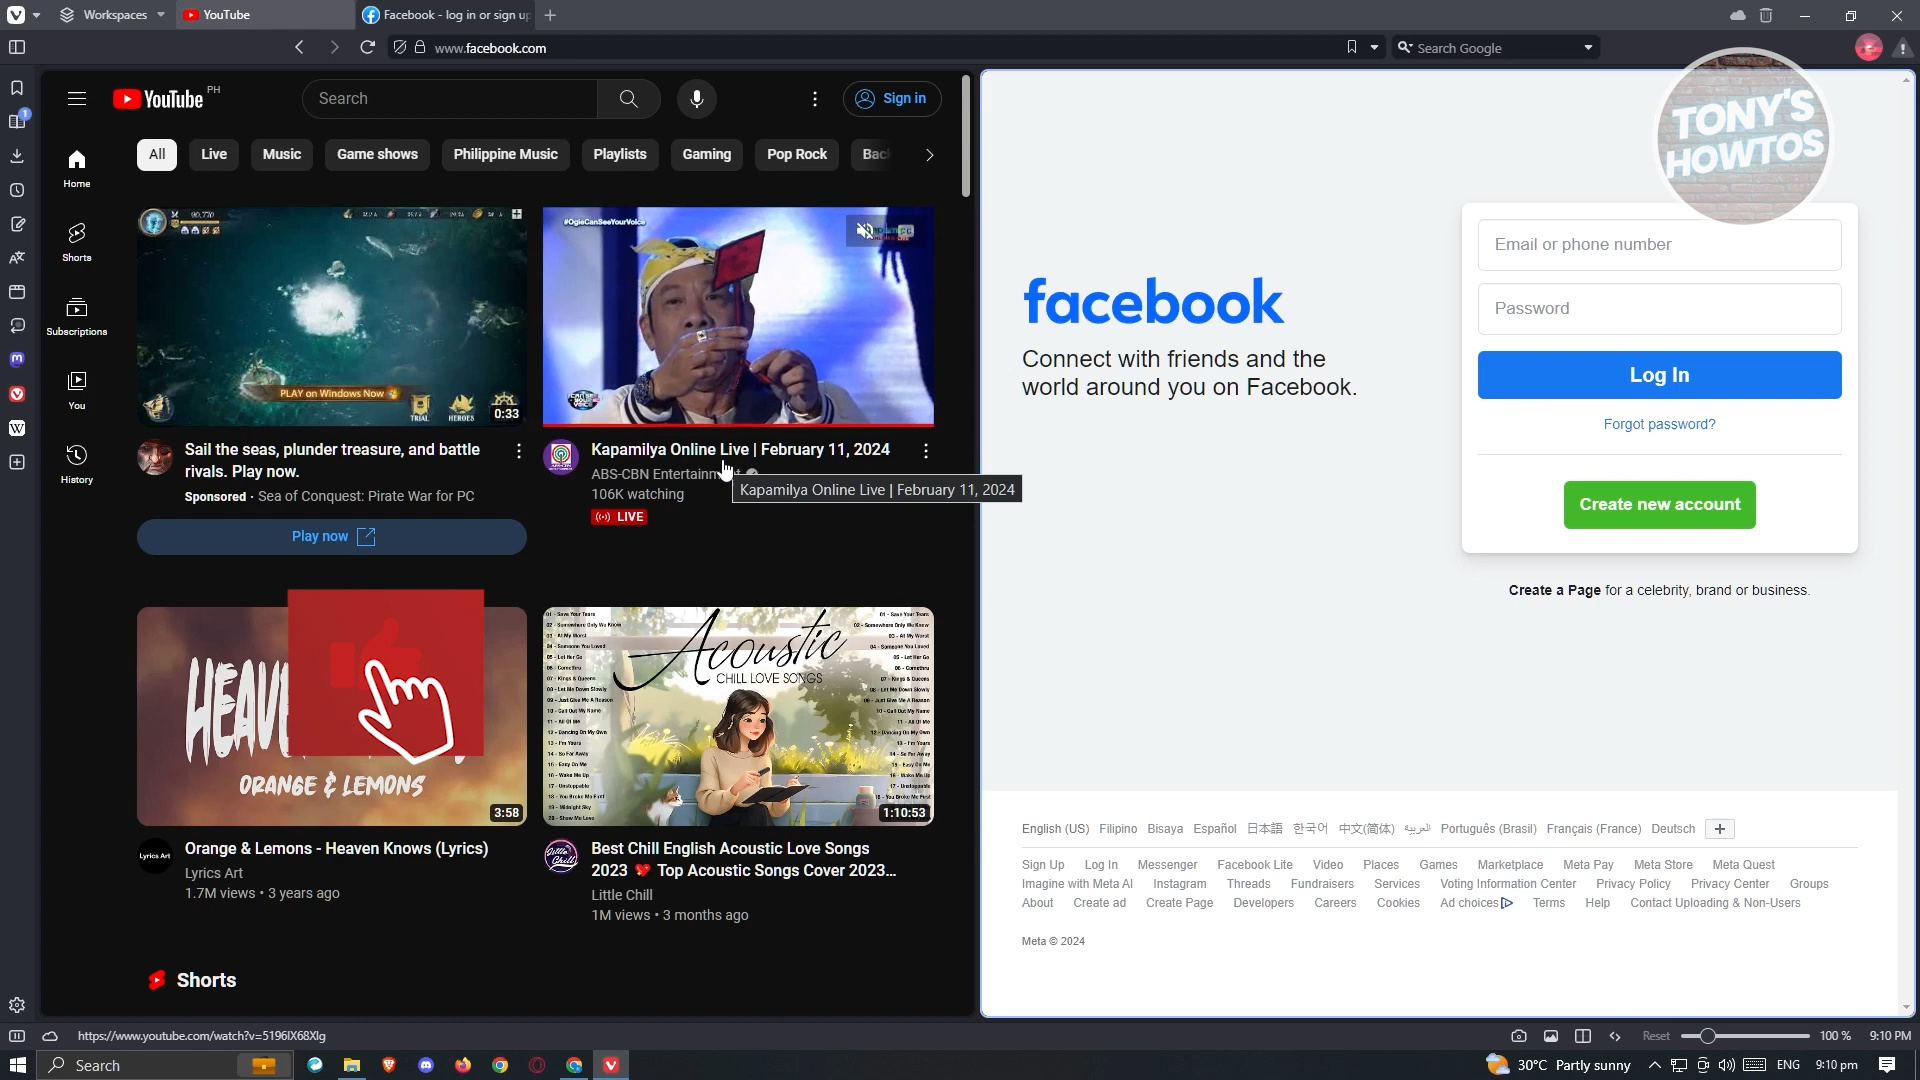 Workspaces
YouTube
Facebook - log in or sign up
www.facebook.com
Search Google
YouTube PH
Search
Sign in
All
Live
Music
Game shows
Philippine Music
Playlists
Gaming
Pop Rock
Home
Shorts
Subscriptions
You
History
PLAY on Windows Now
TRIAL
HEROES
0:33
Sail the seas, plunder treasure, and battle
rivals. Play now.
Sponsored · Sea of Conquest: Pirate War for PC
Play now
#OgieCanSeeYourVoice
Kapamilya Online Live | February 11, 2024
106K watching
LIVE
Kapamilya Online Live | February 11, 2024
ORANGE & LEMONS
3:58
Lyrics Art
Orange & Lemons - Heaven Knows (Lyrics)
Lyrics Art
1.7M views • 3 years ago
Acoustic
CHILL LOVE SONGS
1:10:53
Best Chill English Acoustic Love Songs
2023 💖 Top Acoustic Songs Cover 2023...
Little Chill
1M views • 3 months ago
Shorts
TONY'S
HOWTOS
facebook
Connect with friends and the
world around you on Facebook.
Email or phone number
Password
Log In
Forgot password?
Create new account
Create a Page for a celebrity, brand or business.
English (US) Filipino Bisaya Español 日本語 한국어 中文(简体) العربية Português (Brasil) Français (France) Deutsch
Sign Up Log In Messenger Facebook Lite Video Places Games Marketplace Meta Pay Meta Store Meta Quest
Imagine with Meta AI Instagram Threads Fundraisers Services Voting Information Center Privacy Policy Privacy Center Groups
About Create ad Create Page Developers Careers Cookies Ad choices Terms Help Contact Uploading & Non-Users
Meta © 2024
Reset 100 % 9:10 PM
Search
30°C Partly sunny
ENG
9:10 pm